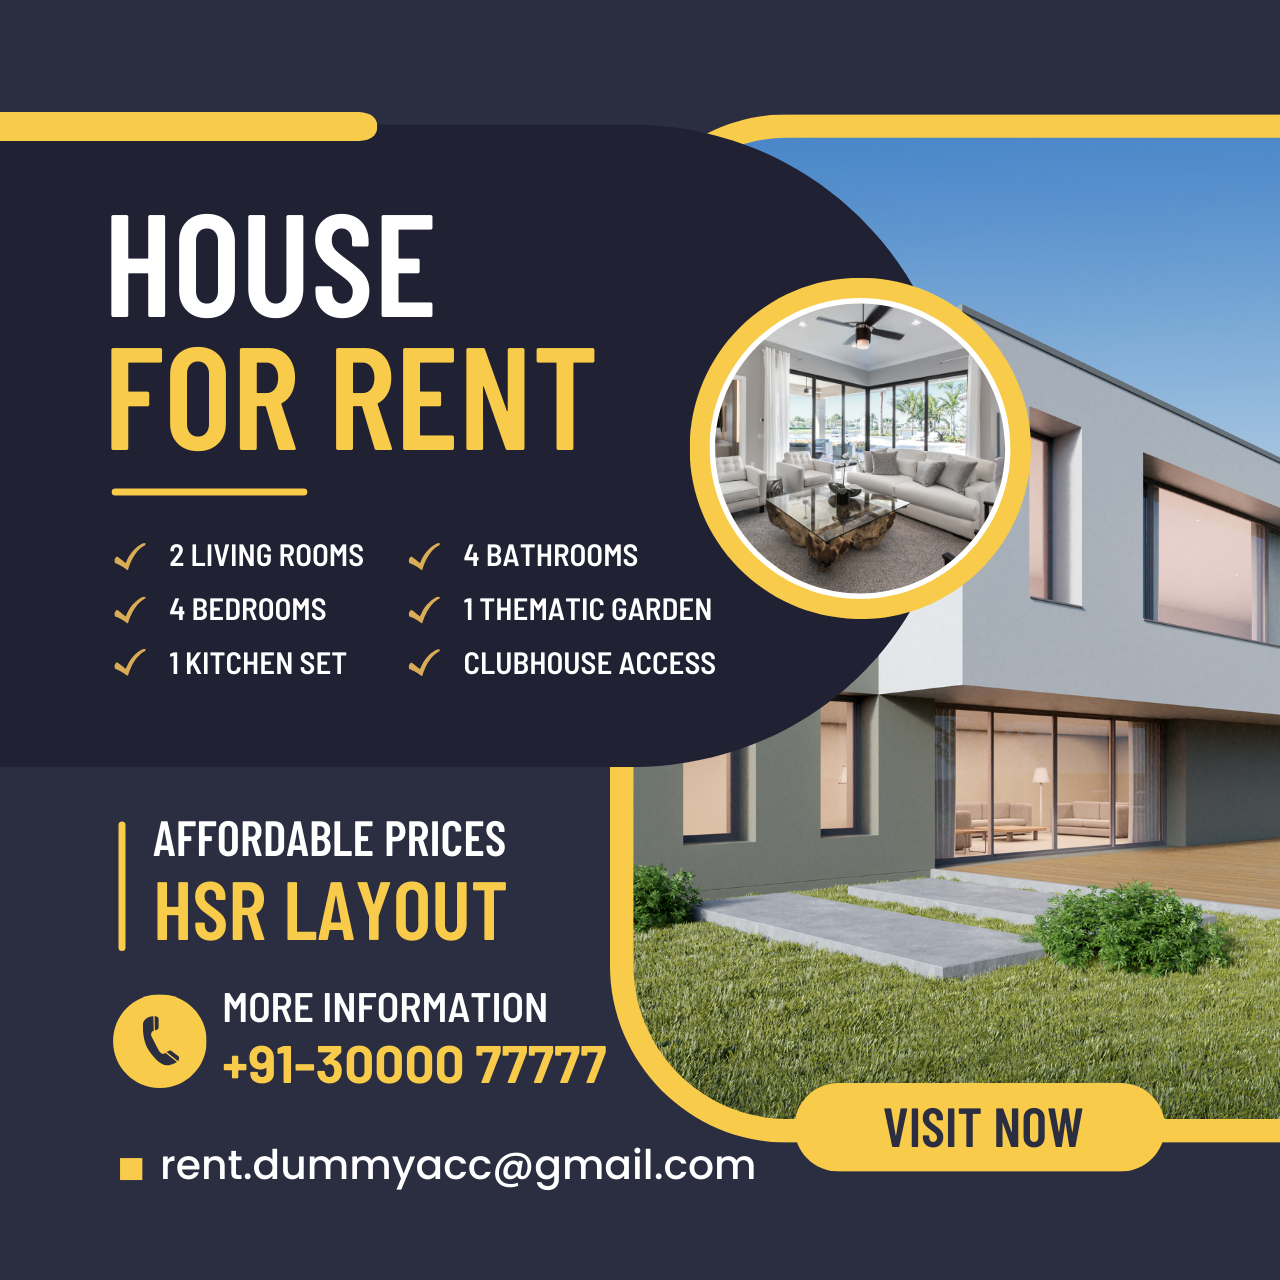 HOUSE
FOR RENT
2 LIVING ROOMS
4 BEDROOMS
1 KITCHEN SET
4 BATHROOMS
1 THEMATIC GARDEN
CLUBHOUSE ACCESS
AFFORDABLE PRICES
HSR LAYOUT
MORE INFORMATION
+91-30000 77777
rent.dummyacc@gmail.com
VISIT NOW